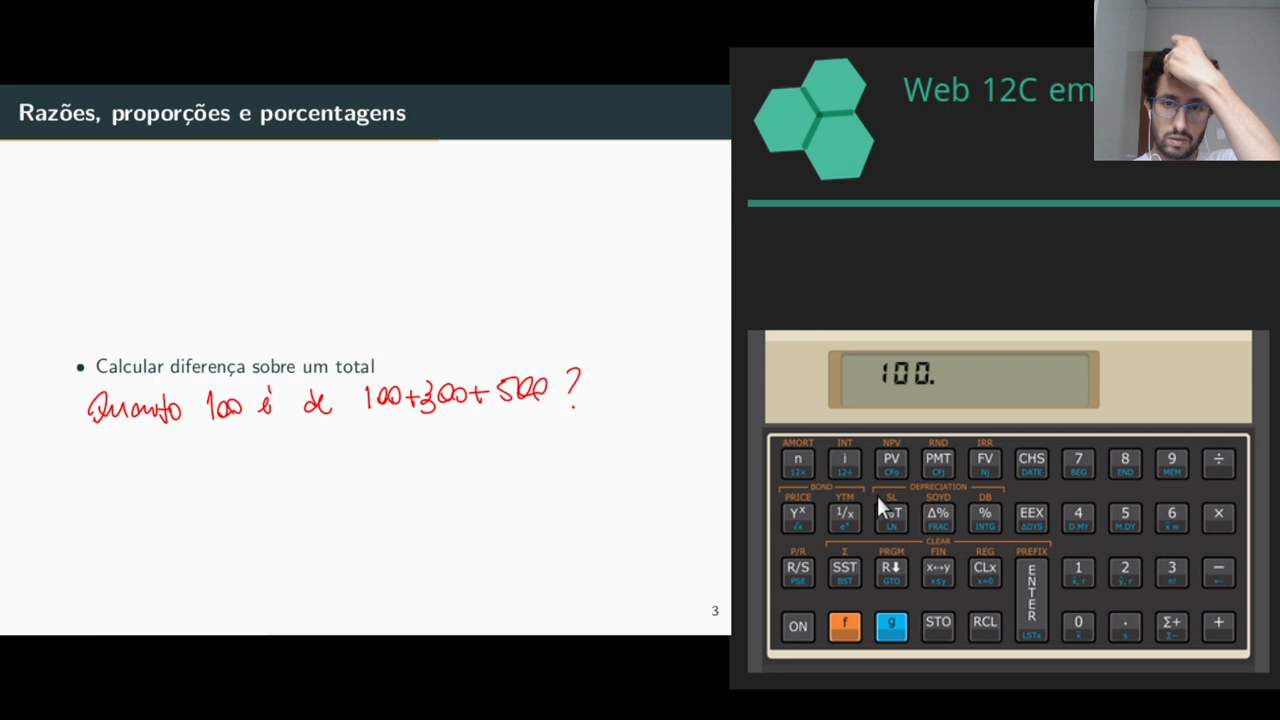 Razões, proporções e porcentagens
Web 12C em
• Calcular diferença sobre um total
Quanto 100 é de 100+300+500 ?
3
100.
AMORT INT NPV RND IRR
n i PV PMT FV CHS 7 8 9 ÷
12× 12÷ CFo CFj Nj DATE BEG END MEM
BOND DEPRECIATION
PRICE YTM SL SOYD DB
Yˣ 1/x %T Δ% % EEX 4 5 6 ×
√x eˣ LN FRAC INTG ΔDYS D.MY M.DY x̄ w
CLEAR
P/R Σ PRGM FIN REG PREFIX
R/S SST R⬇ x↔y CLx ENTER 1 2 3 −
PSE BST GTO x≤y x=0 x̂, r ŷ, r n!
ON f g STO RCL 0 . Σ+ +
LSTx x̄ s Σ−